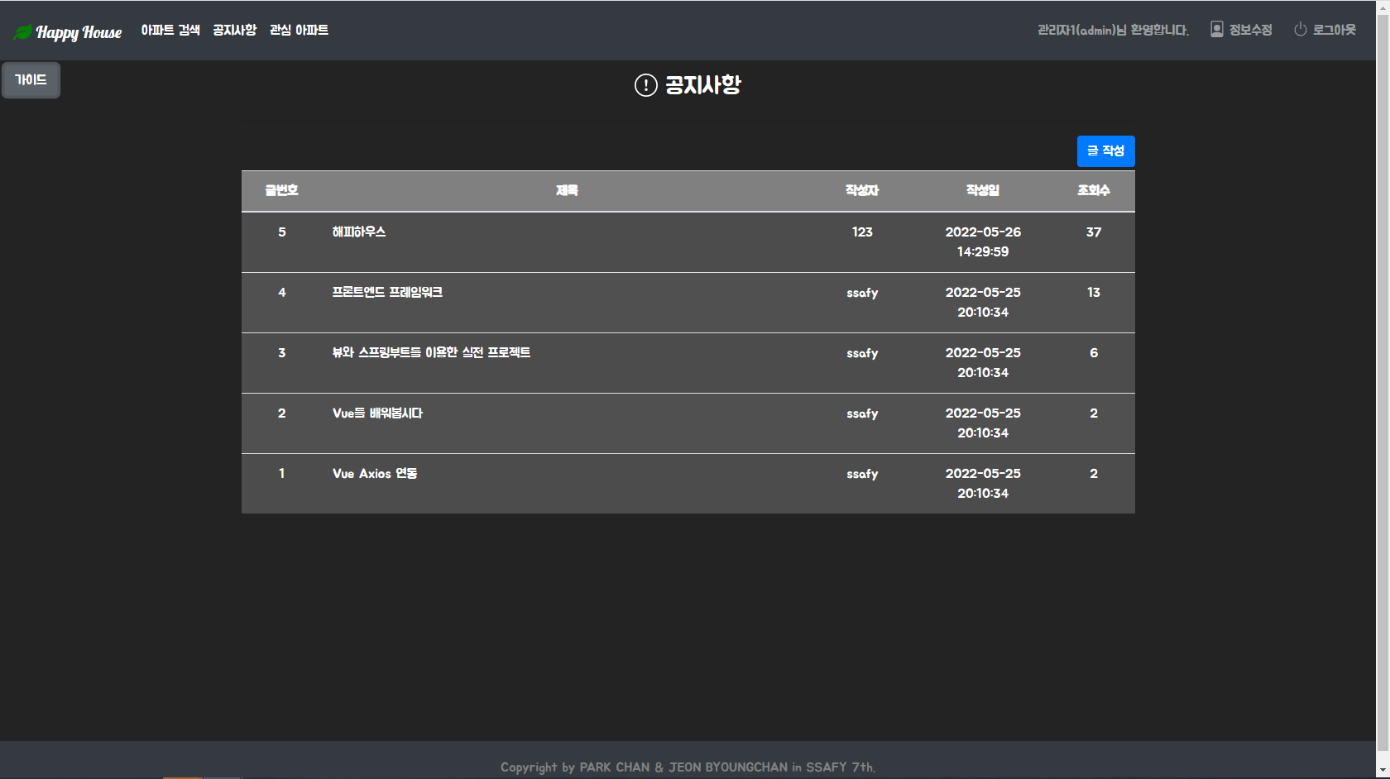 Happy House 아파트 검색 공지사항 관심 아파트 관리자1(admin)님 환영합니다. 정보수정 로그아웃
가이드
공지사항
글 작성
글번호 제목 작성자 작성일 조회수
5 해피하우스 123 2022-05-26 37
14:29:59
4 프론트엔드 프레임워크 ssafy 2022-05-25 13
20:10:34
3 뷰와 스프링부트를 이용한 실전 프로젝트 ssafy 2022-05-25 6
20:10:34
2 Vue를 배워봅시다 ssafy 2022-05-25 2
20:10:34
1 Vue Axios 연동 ssafy 2022-05-25 2
20:10:34
Copyright by PARK CHAN & JEON BYOUNGCHAN in SSAFY 7th.